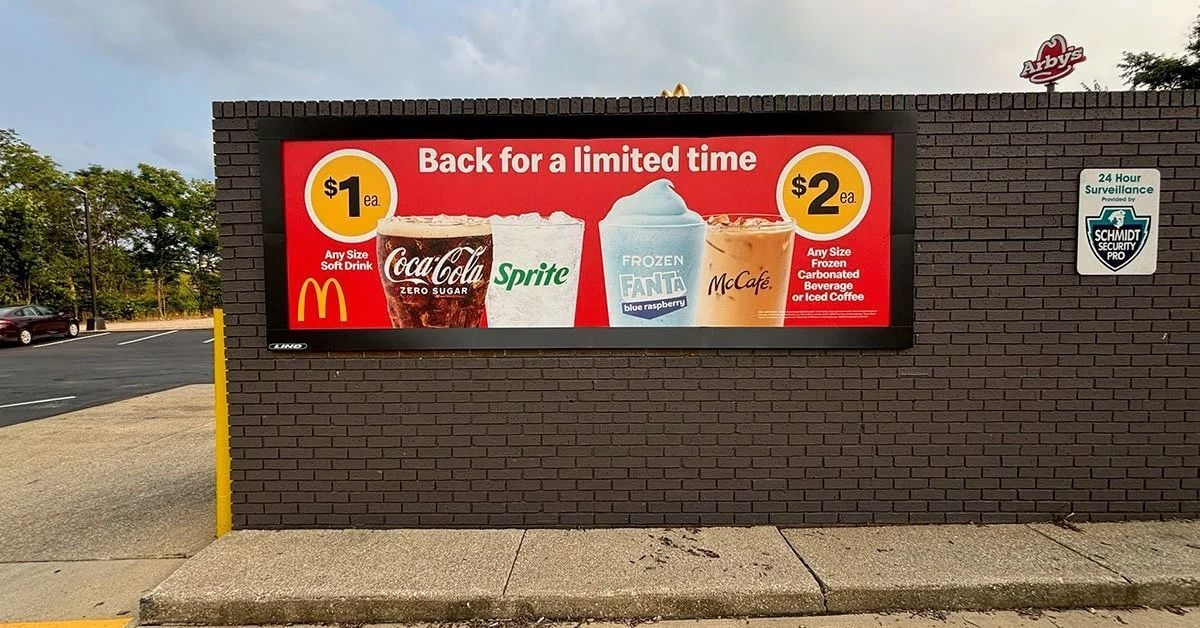 Back for a limited time
$1 ea.
Any Size
Soft Drink
Coca-Cola
ZERO SUGAR
Sprite
FROZEN
FANTA
blue raspberry
McCafé
$2 ea.
Any Size
Frozen
Carbonated
Beverage
or Iced Coffee
LIND
Arby's
24 Hour
Surveillance
Provided by
SCHMIDT
SECURITY
PRO